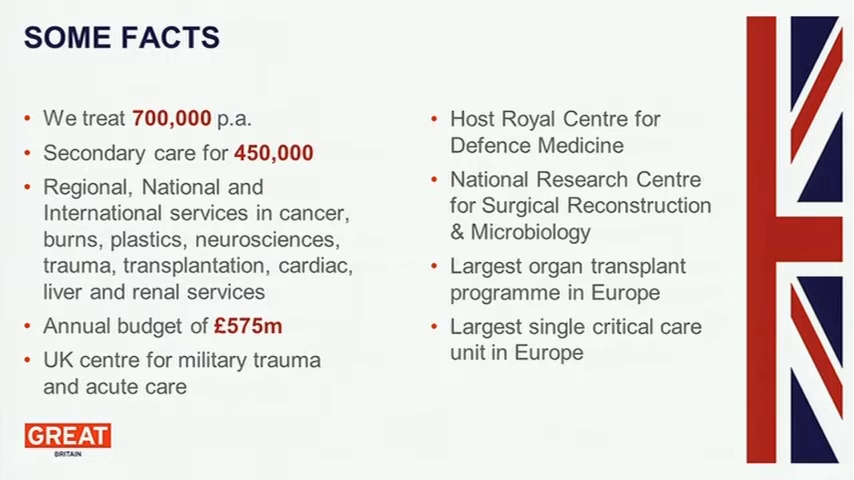 SOME FACTS
• We treat 700,000 p.a.
• Secondary care for 450,000
• Regional, National and
International services in cancer,
burns, plastics, neurosciences,
trauma, transplantation, cardiac,
liver and renal services
• Annual budget of £575m
• UK centre for military trauma
and acute care
• Host Royal Centre for
Defence Medicine
• National Research Centre
for Surgical Reconstruction
& Microbiology
• Largest organ transplant
programme in Europe
• Largest single critical care
unit in Europe
GREAT
BRITAIN